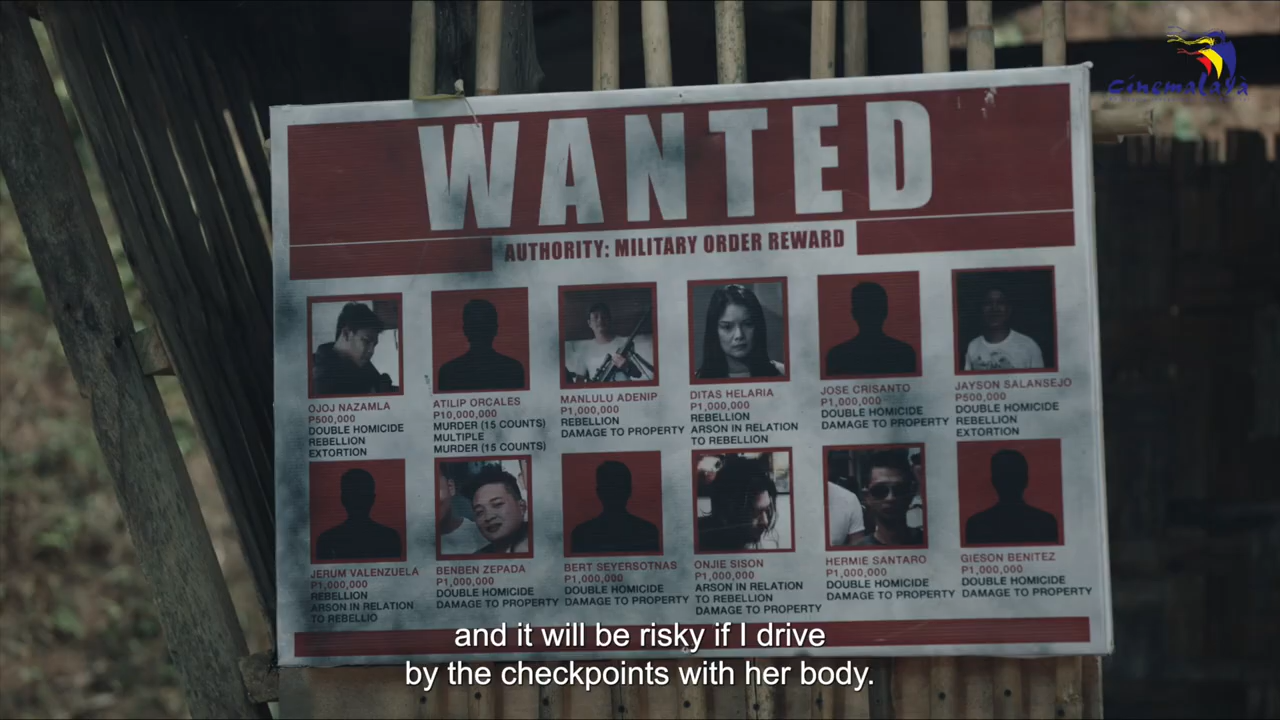 cinemalayà
WANTED
AUTHORITY: MILITARY ORDER REWARD
OJOJ NAZAMLA
P500,000
DOUBLE HOMICIDE
REBELLION
EXTORTION
ATILIP ORCALES
P10,000,000
MURDER (15 COUNTS)
MULTIPLE
MURDER (15 COUNTS)
MANLULU ADENIP
P1,000,000
REBELLION
DAMAGE TO PROPERTY
DITAS HELARIA
P1,000,000
REBELLION
ARSON IN RELATION
TO REBELLION
JOSE CRISANTO
P1,000,000
DOUBLE HOMICIDE
DAMAGE TO PROPERTY
JAYSON SALANSEJO
P500,000
DOUBLE HOMICIDE
REBELLION
EXTORTION
JERUM VALENZUELA
P1,000,000
REBELLION
ARSON IN RELATION
TO REBELLIO
BENBEN ZEPADA
P1,000,000
DOUBLE HOMICIDE
DAMAGE TO PROPERTY
BERT SEYERSOTNAS
P1,000,000
DOUBLE HOMICIDE
DAMAGE TO PROPERTY
ONJIE SISON
P1,000,000
ARSON IN RELATION
TO REBELLION
DAMAGE TO PROPERTY
HERMIE SANTARO
P1,000,000
DOUBLE HOMICIDE
DAMAGE TO PROPERTY
GIESON BENITEZ
P1,000,000
DOUBLE HOMICIDE
DAMAGE TO PROPERTY
and it will be risky if I drive
by the checkpoints with her body.